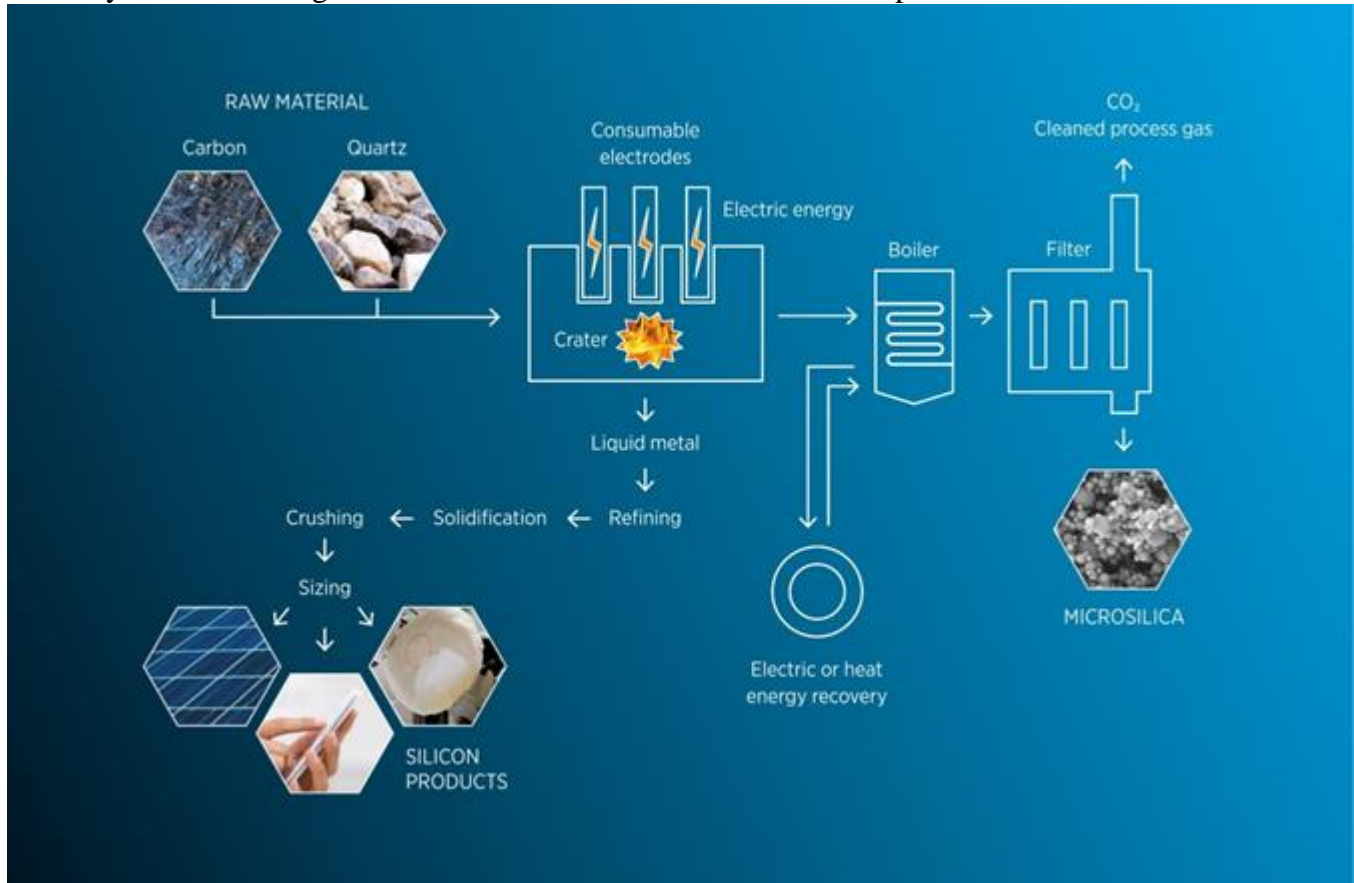 RAW MATERIAL
Carbon
Quartz
Consumable
electrodes
Electric energy
Crater
Boiler
Filter
CO₂
Cleaned process gas
Liquid metal
Refining
Solidification
Crushing
Sizing
SILICON
PRODUCTS
Electric or heat
energy recovery
MICROSILICA